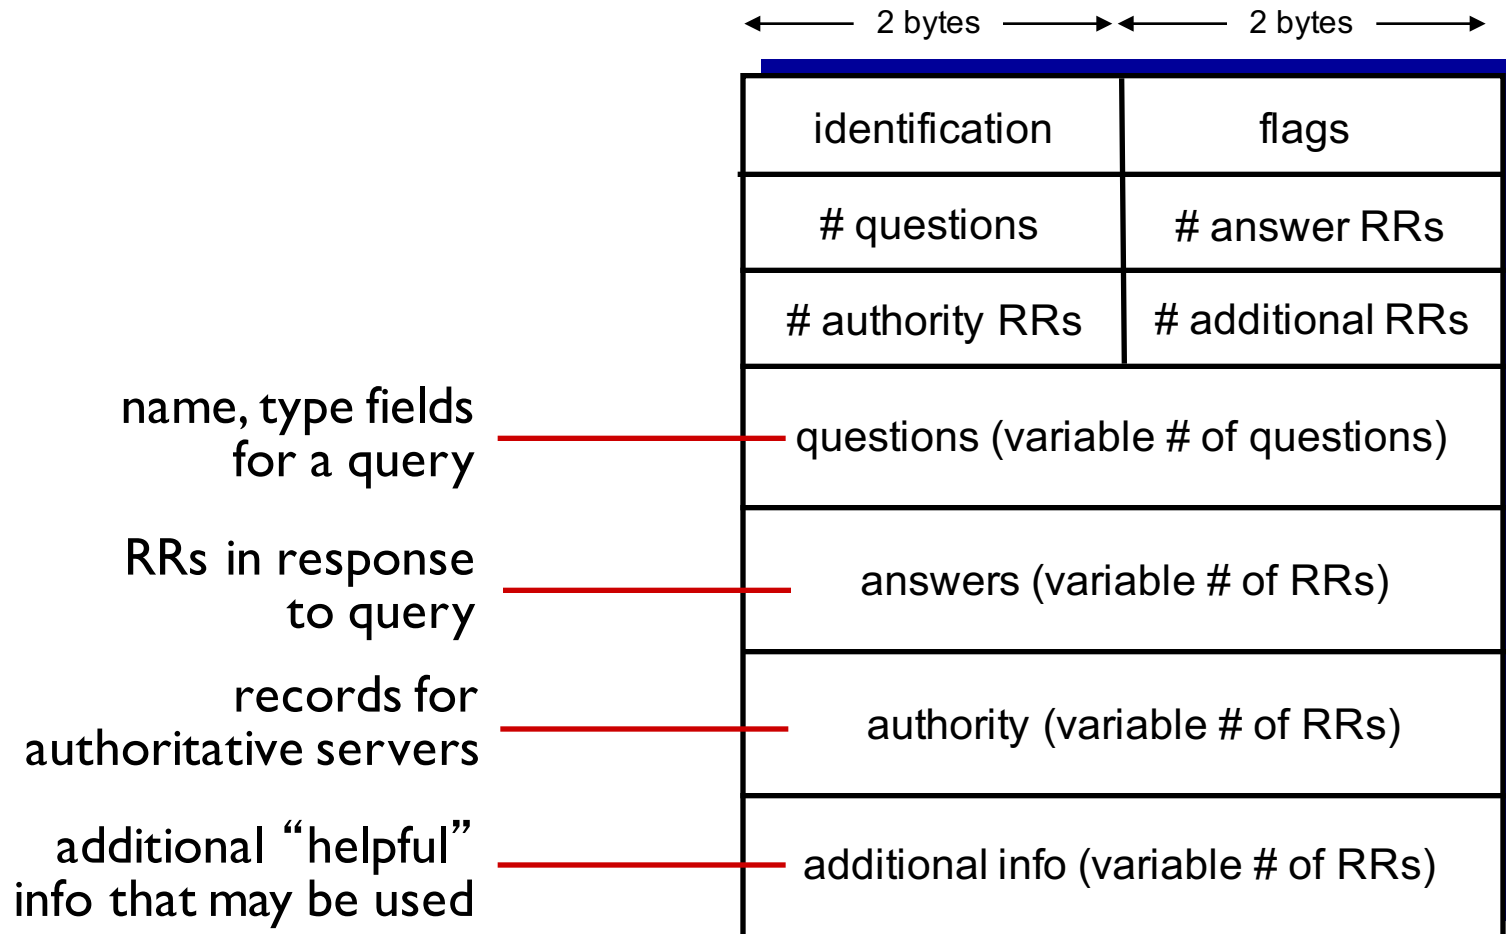 2 bytes 2 bytes
identification flags
# questions # answer RRs
# authority RRs # additional RRs
name, type fields
for a query
questions (variable # of questions)
RRs in response
to query
answers (variable # of RRs)
records for
authoritative servers
authority (variable # of RRs)
additional “helpful”
info that may be used
additional info (variable # of RRs)